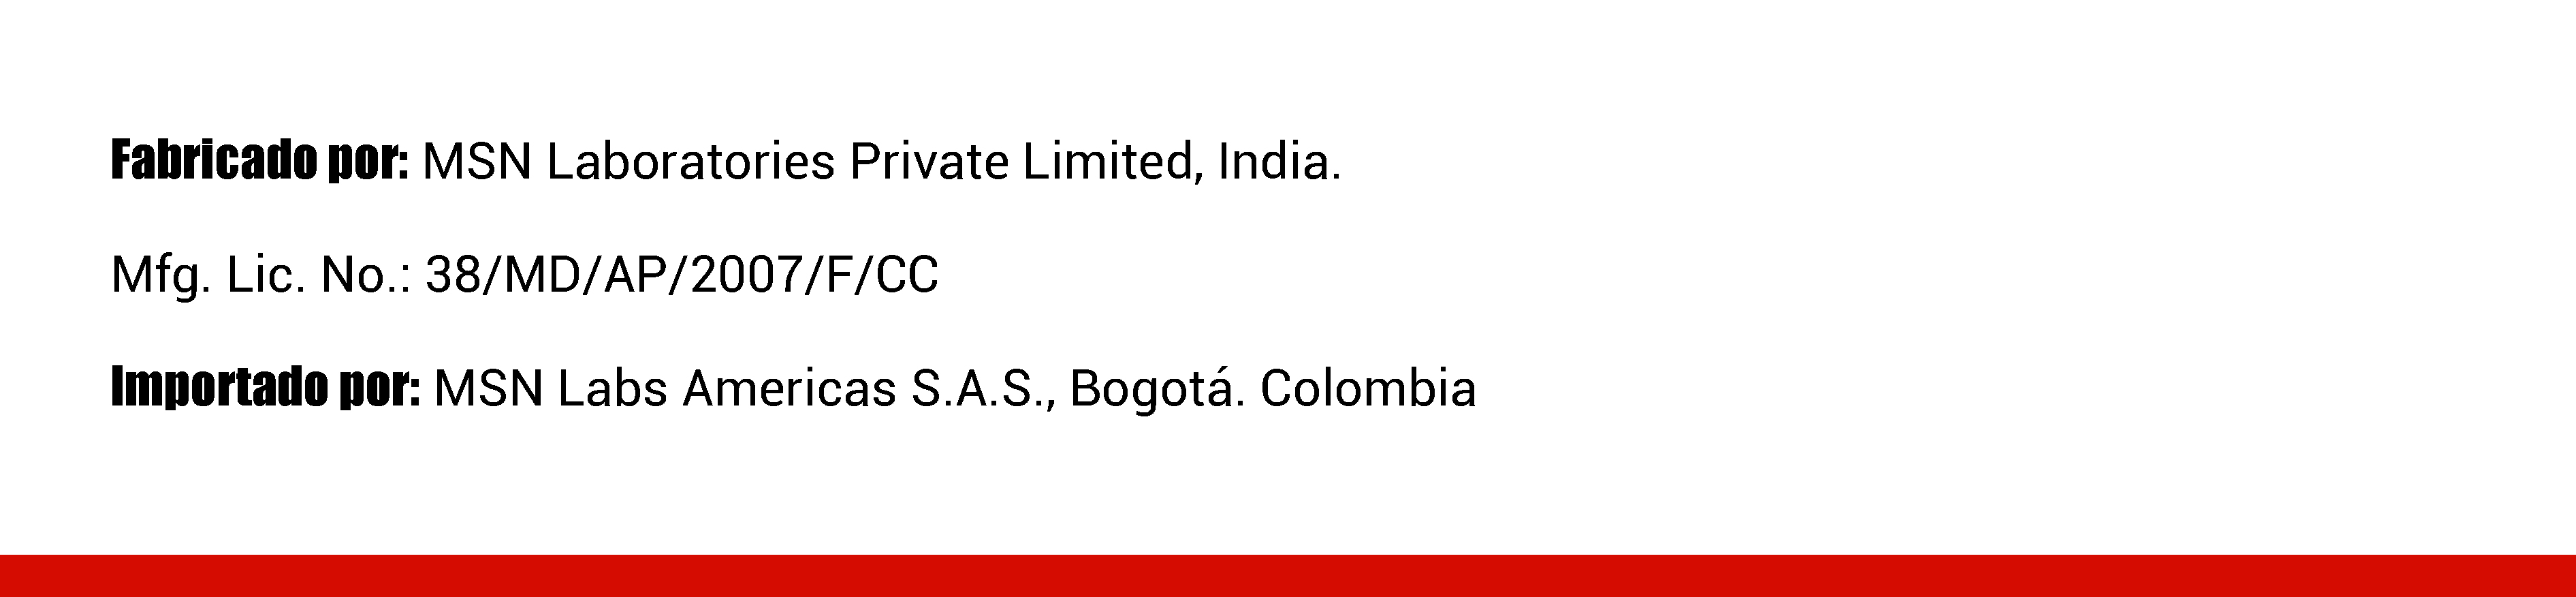 Fabricado por: MSN Laboratories Private Limited, India.
Mfg. Lic. No.: 38/MD/AP/2007/F/CC
Importado por: MSN Labs Americas S.A.S., Bogotá. Colombia